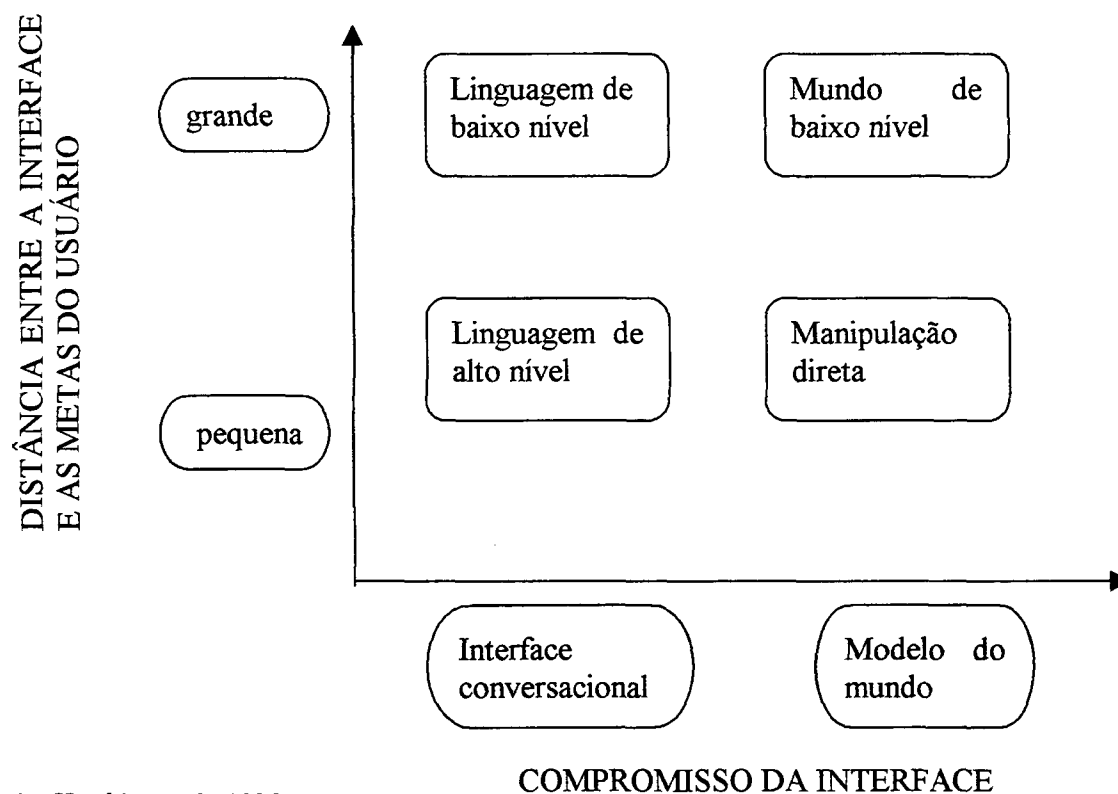 DISTÂNCIA ENTRE A INTERFACE
E AS METAS DO USUÁRIO
grande
Linguagem de
baixo nível
Mundo de
baixo nível
pequena
Linguagem de
alto nível
Manipulação
direta
Interface
conversacional
Modelo do
mundo
COMPROMISSO DA INTERFACE